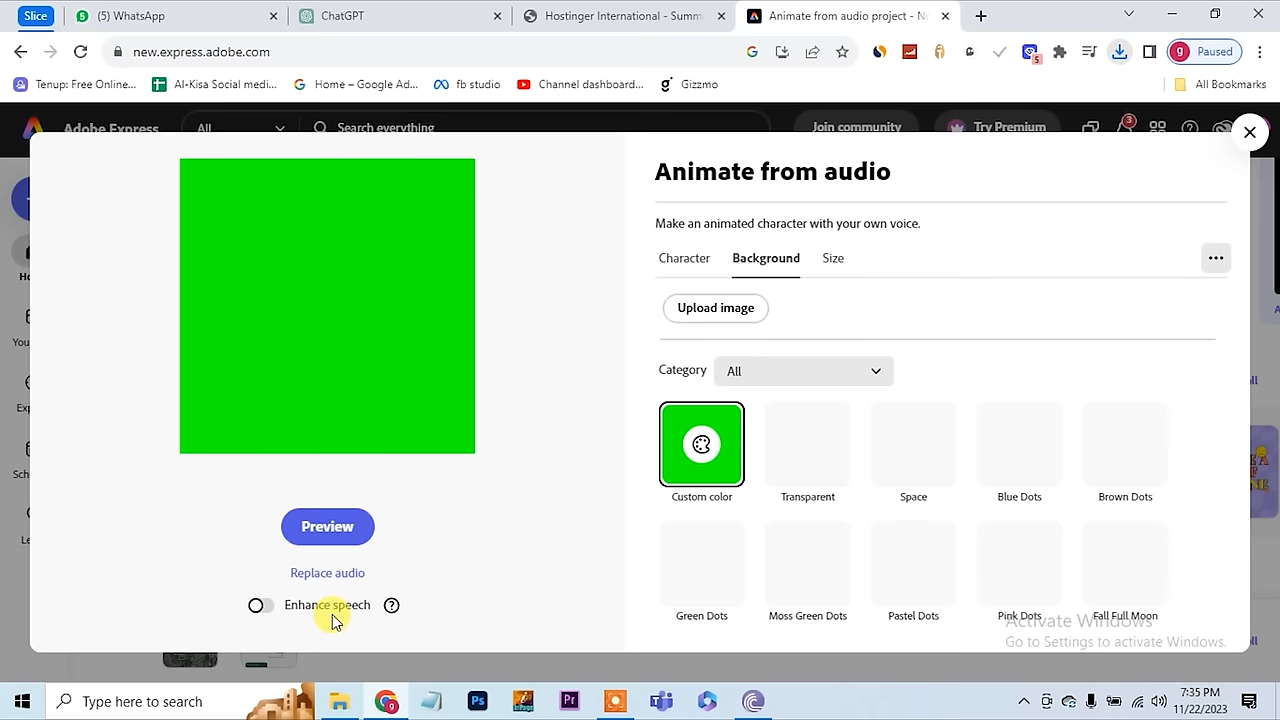 Slice
(5) WhatsApp
ChatGPT
Hostinger International - Summ
Animate from audio project - N
new.express.adobe.com
5
g Paused
Tenup: Free Online...
Al-Kisa Social medi...
Home – Google Ad...
fb studio
Channel dashboard...
Gizzmo
All Bookmarks
Adobe Express
All
Search everything
Join community
Try Premium
3
Animate from audio
Make an animated character with your own voice.
Character
Background
Size
Upload image
Category
All
Custom color
Transparent
Space
Blue Dots
Brown Dots
Preview
Replace audio
Enhance speech
Green Dots
Moss Green Dots
Pastel Dots
Pink Dots
Fall Full Moon
Activate Windows
Go to Settings to activate Windows.
Type here to search
Ps
Pr
7:35 PM
11/22/2023